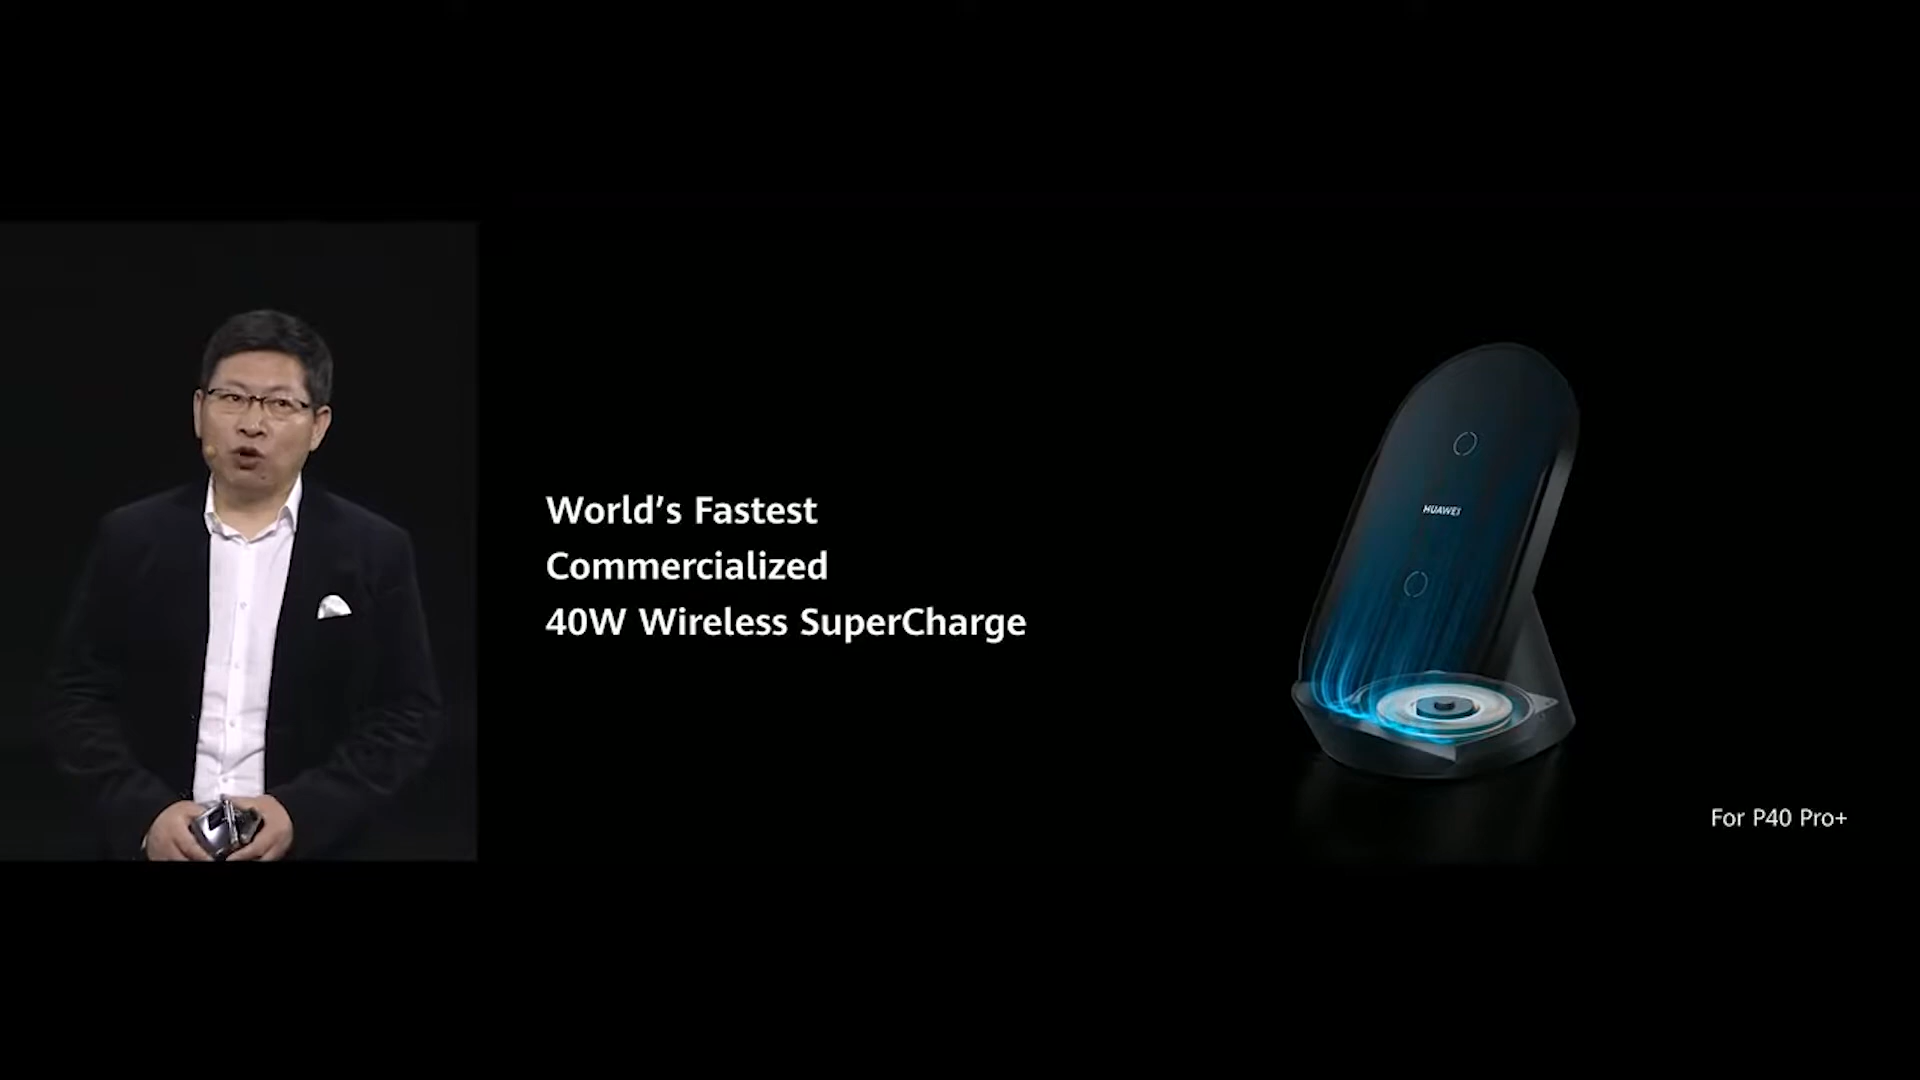 World's Fastest
Commercialized
40W Wireless SuperCharge
HUAWEI
For P40 Pro+